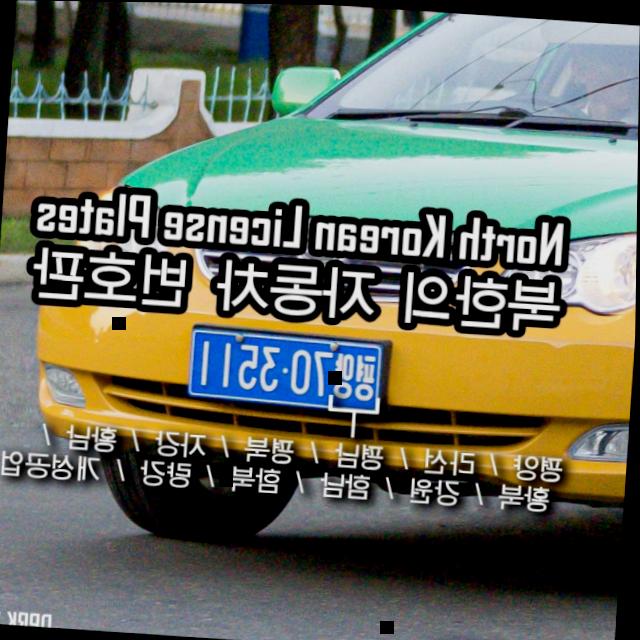 North Korean License Plates
북한의 자동차 번호판
평양70·3511
평양 / 라선 / 평남 / 평북 / 자강 / 황남 /
황북 / 강원 / 함남 / 함북 / 량강 / 개성공업